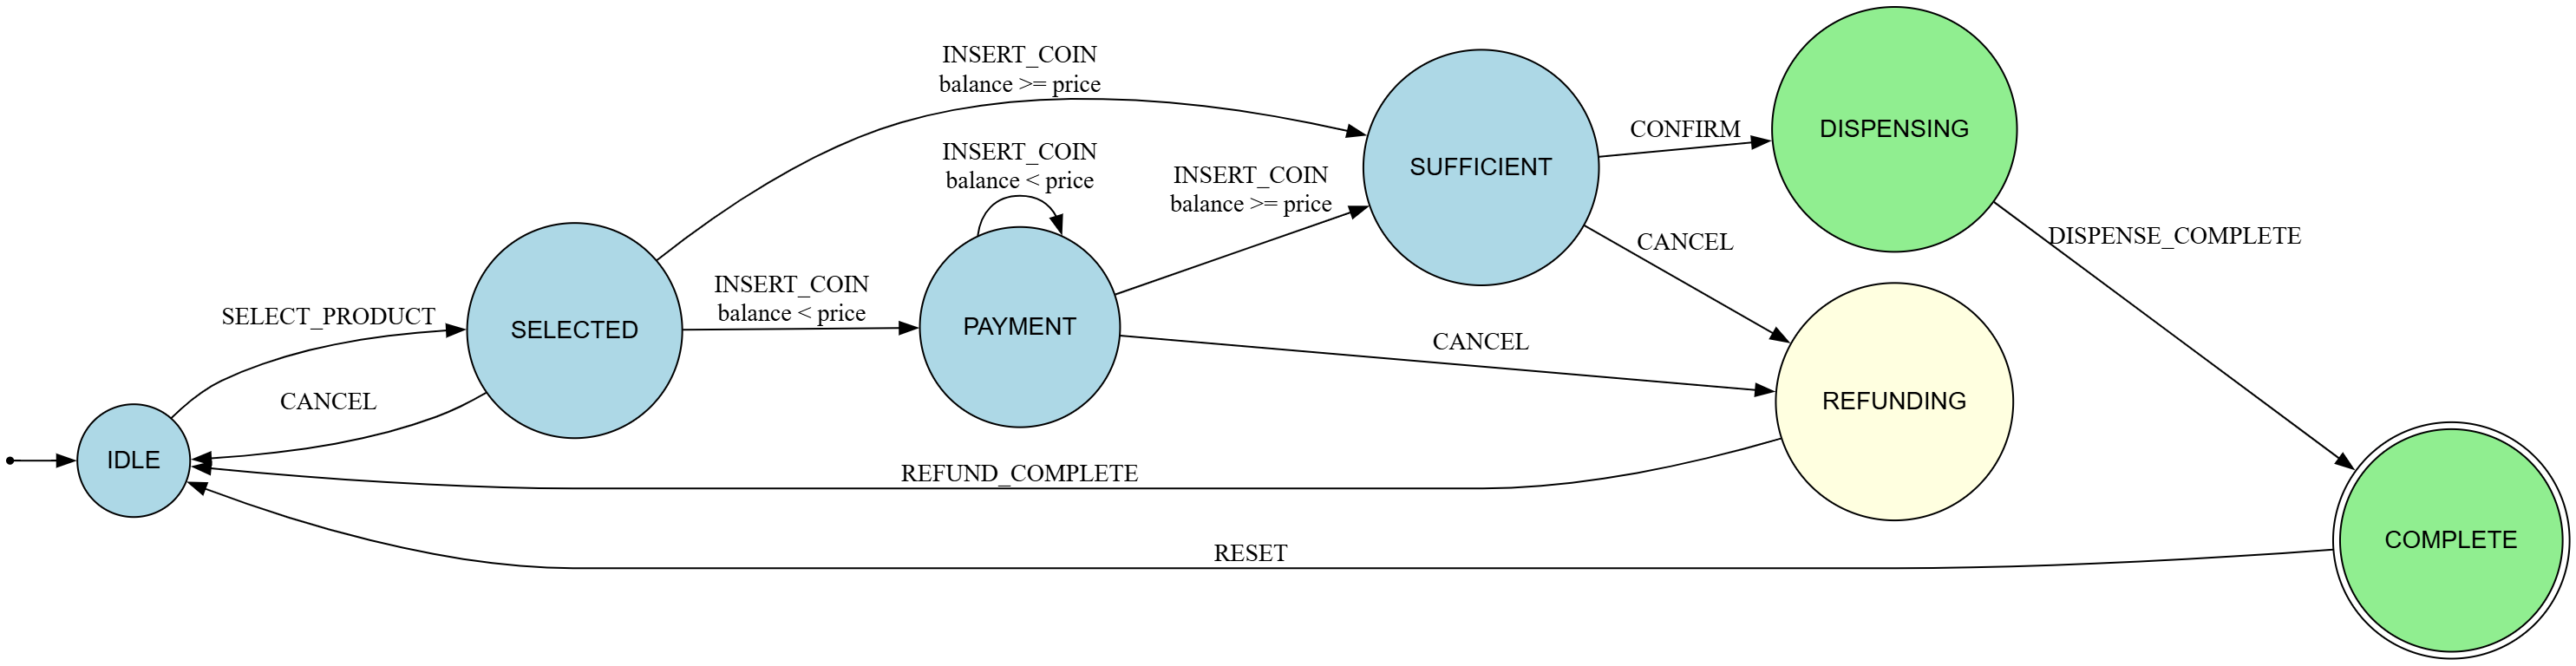 INSERT_COIN
balance >= price
INSERT_COIN
balance < price
INSERT_COIN
balance >= price
CONFIRM
DISPENSING
SUFFICIENT
CANCEL
DISPENSE_COMPLETE
INSERT_COIN
balance < price
SELECT_PRODUCT
SELECTED
PAYMENT
CANCEL
CANCEL
REFUNDING
IDLE
REFUND_COMPLETE
RESET
COMPLETE